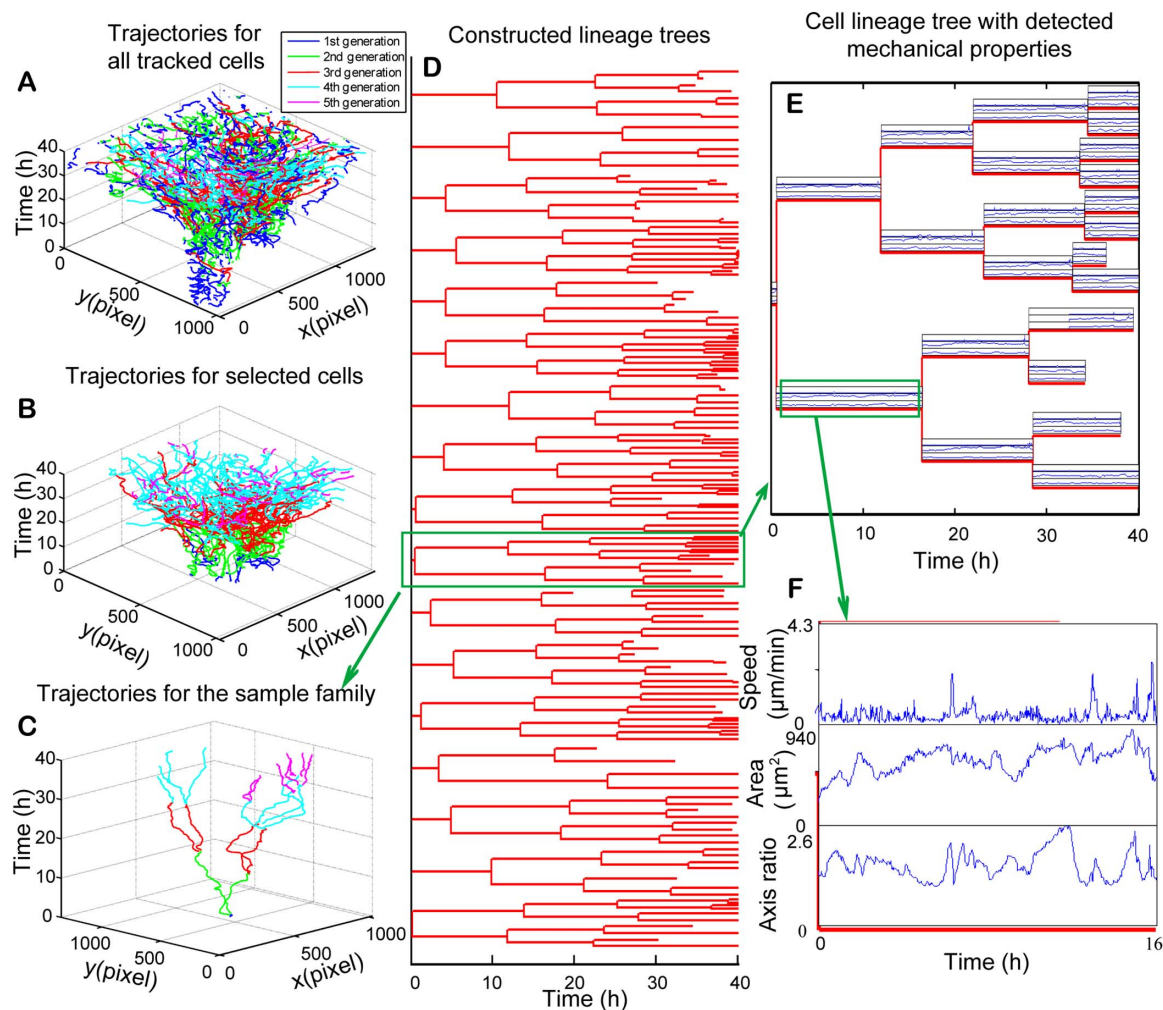 Trajectories for
all tracked cells
A
1st generation
2nd generation
3rd generation
4th generation
5th generation
Time (h)
40
30
20
10
0
0
500
1000
y(pixel)
0
500
1000
x(pixel)
Trajectories for selected cells
B
Time (h)
40
30
20
10
0
0
500
1000
y(pixel)
0
500
1000
x(pixel)
Trajectories for the sample family
C
Time (h)
40
30
20
10
0
1000
500
0
y(pixel)
0
500
1000
x(pixel)
Constructed lineage trees
D
0
10
20
30
40
Time (h)
Cell lineage tree with detected
mechanical properties
E
0
10
20
30
40
Time (h)
F
4.3
Speed
(µm/min)
0
940
Area
(µm²)
0
2.6
Axis ratio
0
0
16
Time (h)